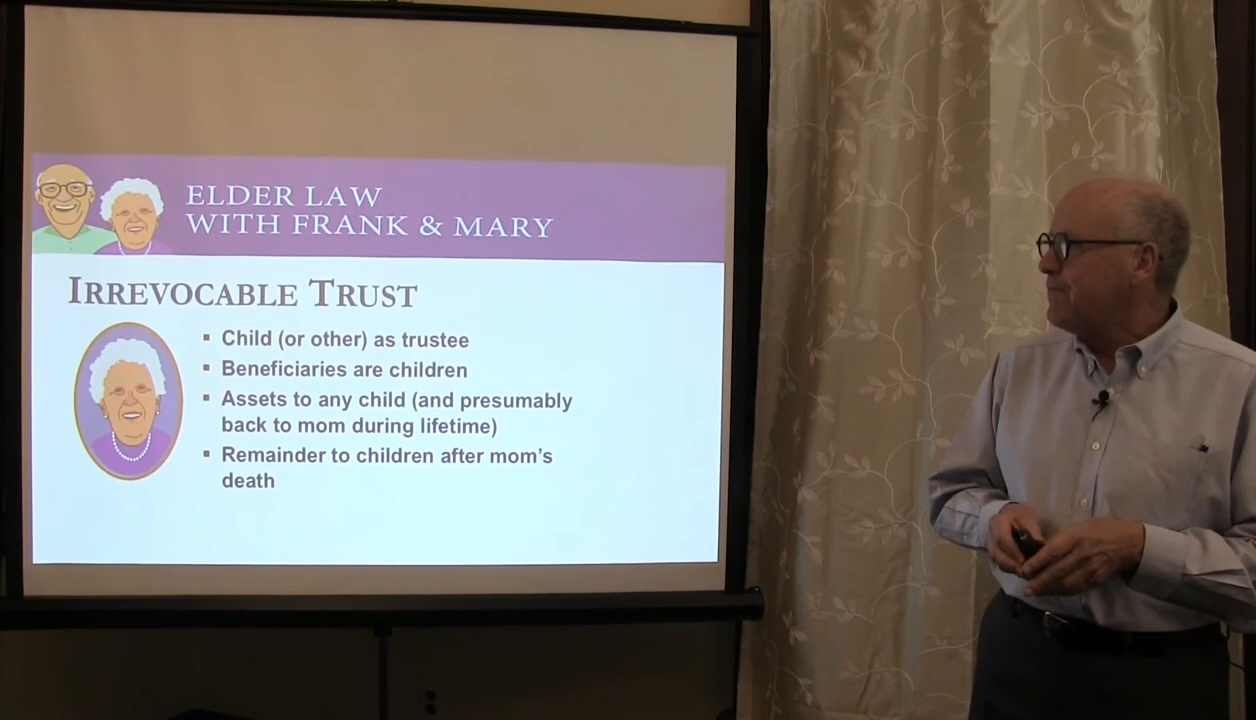 ELDER LAW
WITH FRANK & MARY
IRREVOCABLE TRUST
▪ Child (or other) as trustee
▪ Beneficiaries are children
▪ Assets to any child (and presumably
back to mom during lifetime)
▪ Remainder to children after mom's
death